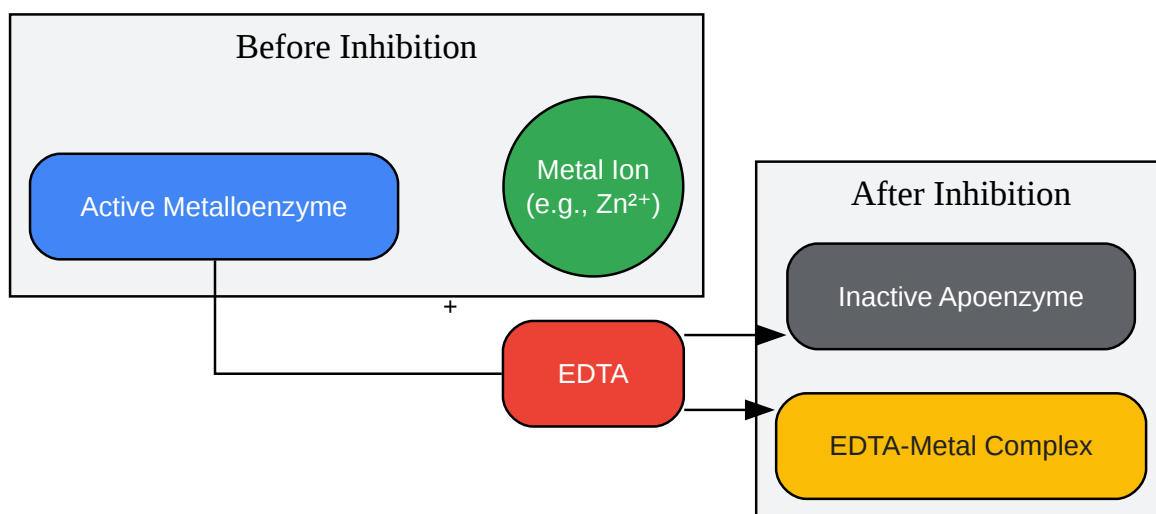 Before Inhibition
Active Metalloenzyme
Metal Ion
(e.g., Zn²⁺)
+
EDTA
After Inhibition
Inactive Apoenzyme
EDTA-Metal Complex